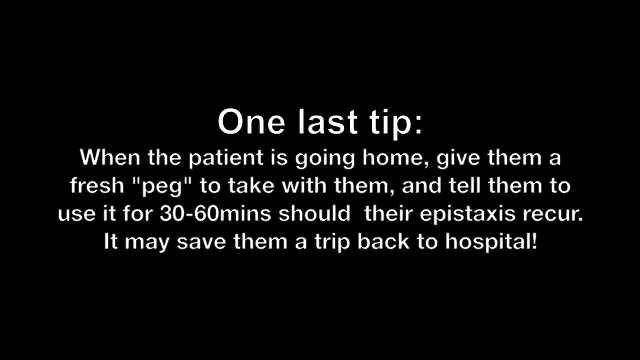 One last tip:
When the patient is going home, give them a
fresh "peg" to take with them, and tell them to
use it for 30-60mins should  their epistaxis recur.
It may save them a trip back to hospital!